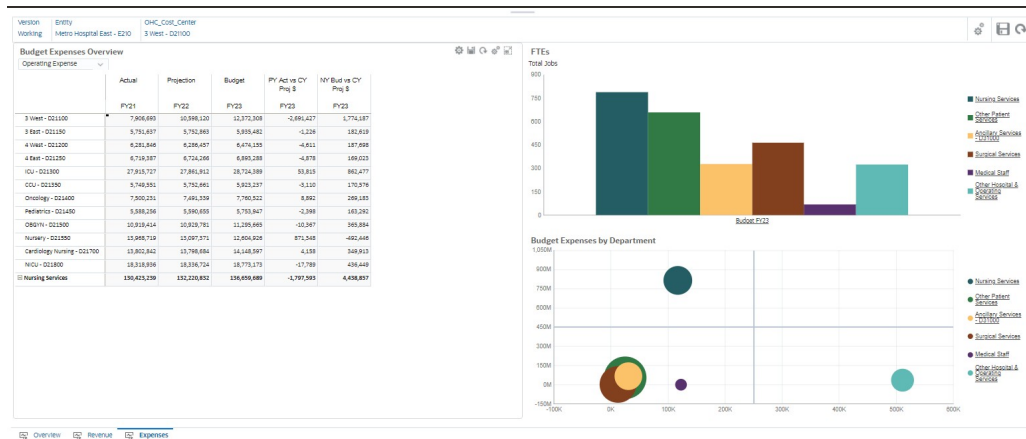 Version Entity OHC_Cost_Center
Working Metro Hospital East - E210 3 West - D21100
Budget Expenses Overview
Operating Expense
Actual Projection Budget PY Act vs CY Proj $ NY Bud vs CY Proj $
FY21 FY22 FY23 FY23 FY23
3 West - D21100 7,906,693 10,598,120 12,372,308 -2,691,427 1,774,187
3 East - D21150 5,751,637 5,752,863 5,935,482 -1,226 182,619
4 West - D21200 6,281,846 6,286,457 6,474,155 -4,611 187,698
4 East - D21250 6,719,387 6,724,266 6,893,288 -4,878 169,023
ICU - D21300 27,915,727 27,861,912 28,724,389 53,815 862,477
CCU - D21350 5,749,551 5,752,661 5,923,237 -3,110 170,576
Oncology - D21400 7,500,231 7,491,339 7,760,522 8,892 269,183
Pediatrics - D21450 5,588,256 5,590,655 5,753,947 -2,398 163,292
OBGYN - D21500 10,919,414 10,929,781 11,295,665 -10,367 365,884
Nursery - D21550 13,968,719 13,097,371 12,604,926 871,348 -492,446
Cardiology Nursing - D21700 13,802,842 13,798,684 14,148,597 4,158 349,913
NICU - D21800 18,318,936 18,336,724 18,773,173 -17,789 436,449
Nursing Services 130,423,239 132,220,832 136,659,689 -1,797,593 4,438,857
FTEs
Total Jobs
900
750
600
450
300
150
0
Budget FY23
Nursing Services
Other Patient
Services
Ancillary Services
- D31000
Surgical Services
Medical Staff
Other Hospital &
Operating
Services
Budget Expenses by Department
1,050M
900M
750M
600M
450M
300M
150M
0M
-150M
-100K 0K 100K 200K 300K 400K 500K 600K
Nursing Services
Other Patient
Services
Ancillary Services
- D31000
Surgical Services
Medical Staff
Other Hospital &
Operating
Services
Overview Revenue Expenses